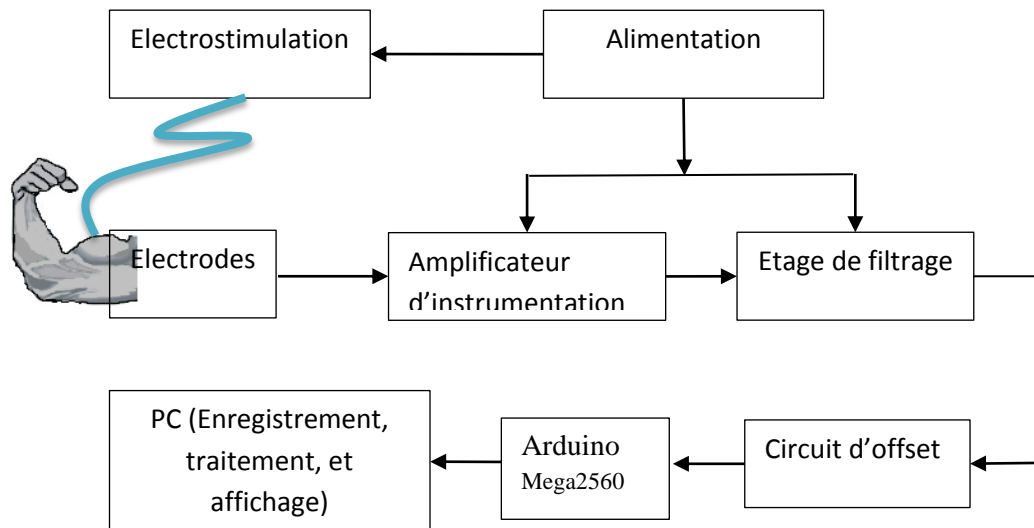 Electrostimulation
Alimentation
Electrodes
Amplificateur
d’instrumentation
Etage de filtrage
PC (Enregistrement,
traitement, et
affichage)
Arduino
Mega2560
Circuit d’offset